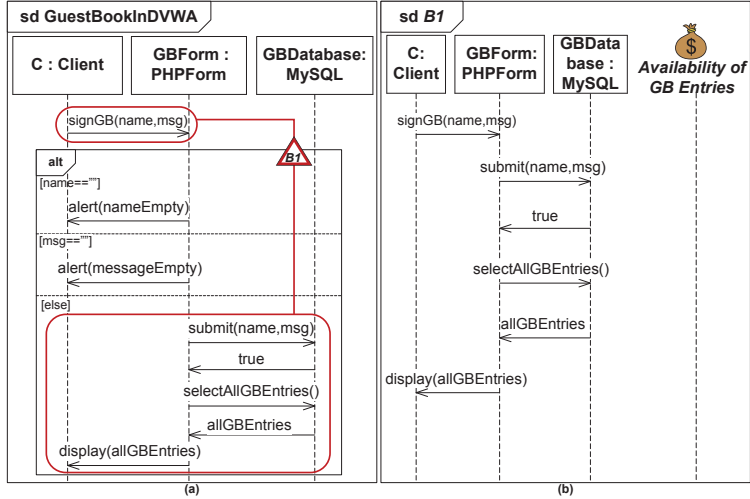 sd GuestBookInDVWA
C : Client
GBForm :
PHPForm
GBDatabase:
MySQL
signGB(name,msg)
B1
alt
[name==""]
alert(nameEmpty)
[msg==""]
alert(messageEmpty)
[else]
submit(name,msg)
true
selectAllGBEntries()
allGBEntries
display(allGBEntries)
(a)
sd B1
C:
Client
GBForm:
PHPForm
GBData
base :
MySQL
$
Availability of
GB Entries
signGB(name,msg)
submit(name,msg)
true
selectAllGBEntries()
allGBEntries
display(allGBEntries)
(b)